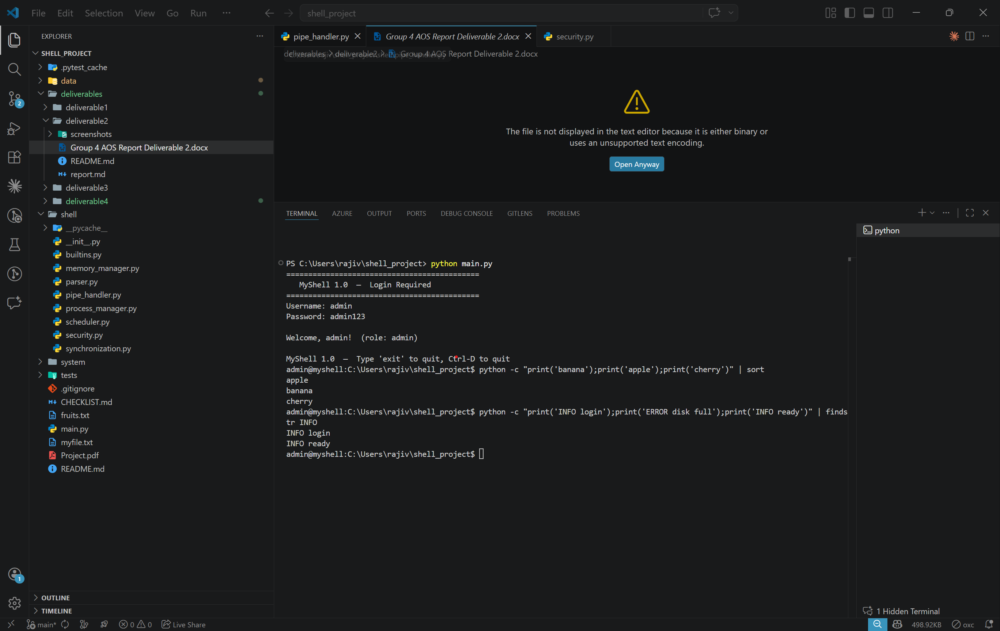 File Edit Selection View Go Run ··· shell_project
EXPLORER
SHELL_PROJECT
.pytest_cache
data
deliverables
deliverable1
deliverable2
screenshots
Group 4 AOS Report Deliverable 2.docx
README.md
report.md
deliverable3
deliverable4
shell
__pycache__
__init__.py
builtins.py
memory_manager.py
parser.py
pipe_handler.py
process_manager.py
scheduler.py
security.py
synchronization.py
system
tests
.gitignore
CHECKLIST.md
fruits.txt
main.py
myfile.txt
Project.pdf
README.md
OUTLINE
TIMELINE
2
1
pipe_handler.py Group 4 AOS Report Deliverable 2.docx security.py
deliverables > deliverable2 > Group 4 AOS Report Deliverable 2.docx
The file is not displayed in the text editor because it is either binary or
uses an unsupported text encoding.
Open Anyway
TERMINAL AZURE OUTPUT PORTS DEBUG CONSOLE GITLENS PROBLEMS
PS C:\Users\rajiv\shell_project> python main.py
============================================
MyShell 1.0 — Login Required
============================================
Username: admin
Password: admin123
Welcome, admin! (role: admin)
MyShell 1.0 — Type 'exit' to quit, Ctrl-D to quit
admin@myshell:C:\Users\rajiv\shell_project$ python -c "print('banana');print('apple');print('cherry')" | sort
apple
banana
cherry
admin@myshell:C:\Users\rajiv\shell_project$ python -c "print('INFO login');print('ERROR disk full');print('INFO ready')" | finds
tr INFO
INFO login
INFO ready
admin@myshell:C:\Users\rajiv\shell_project$
python
1 Hidden Terminal
main* 0 0 Live Share 498.92KB oxc